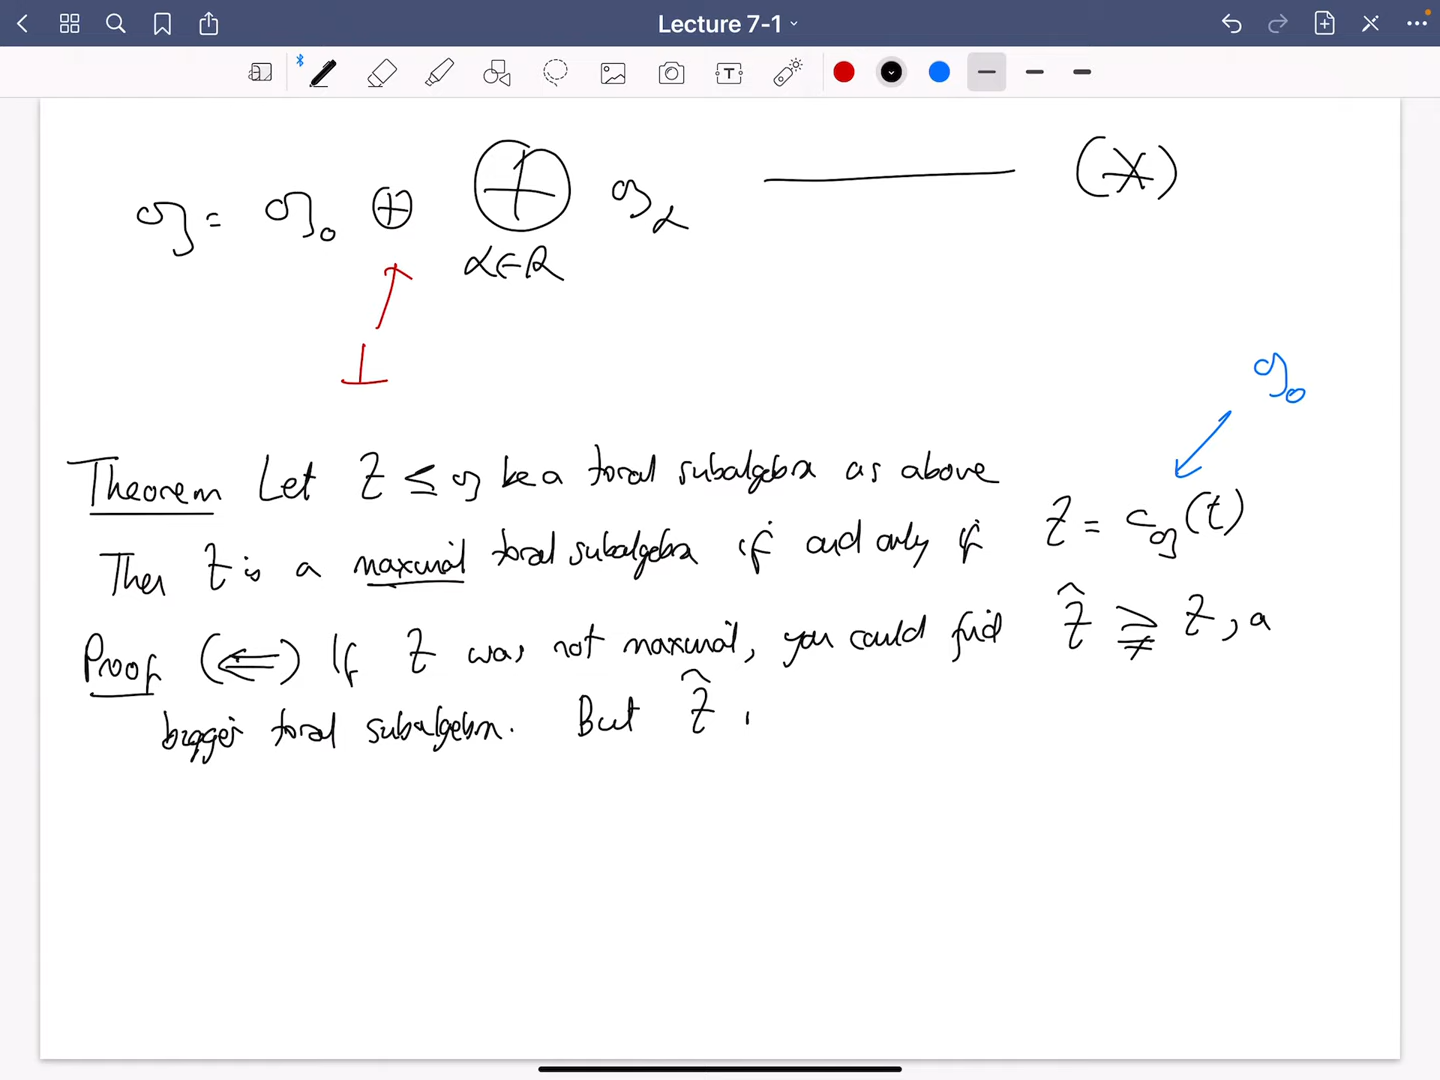 Lecture 7-1
𝔤 = 𝔤₀ ⊕ ⊕ 𝔤_α ——— (*)
α∈R
⊥
𝔤₀
Theorem Let t ≤ 𝔤 be a toral subalgebra as above
Then t is a maximal toral subalgebra if and only if t = c_𝔤(t)
Proof (⇐) If t was not maximal, you could find t̂ ≩ t, a
bigger toral subalgebra. But t̂